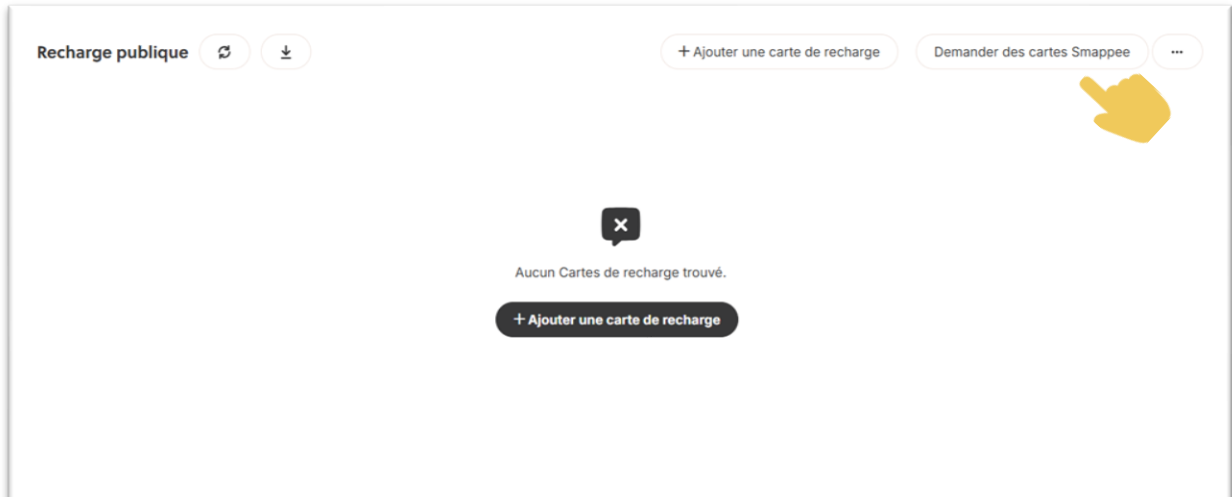 Recharge publique
+ Ajouter une carte de recharge
Demander des cartes Smappee
...
Aucun Cartes de recharge trouvé.
+ Ajouter une carte de recharge